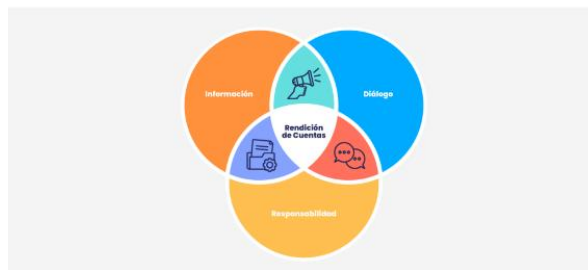 Información
Diálogo
Rendición
de Cuentas
Responsabilidad